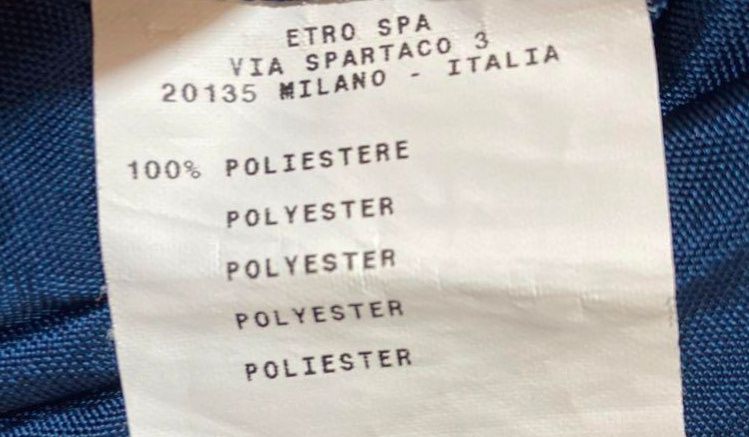 ETRO SPA
VIA SPARTACO 3
20135 MILANO - ITALIA
100% POLIESTERE
POLYESTER
POLYESTER
POLYESTER
POLIESTER